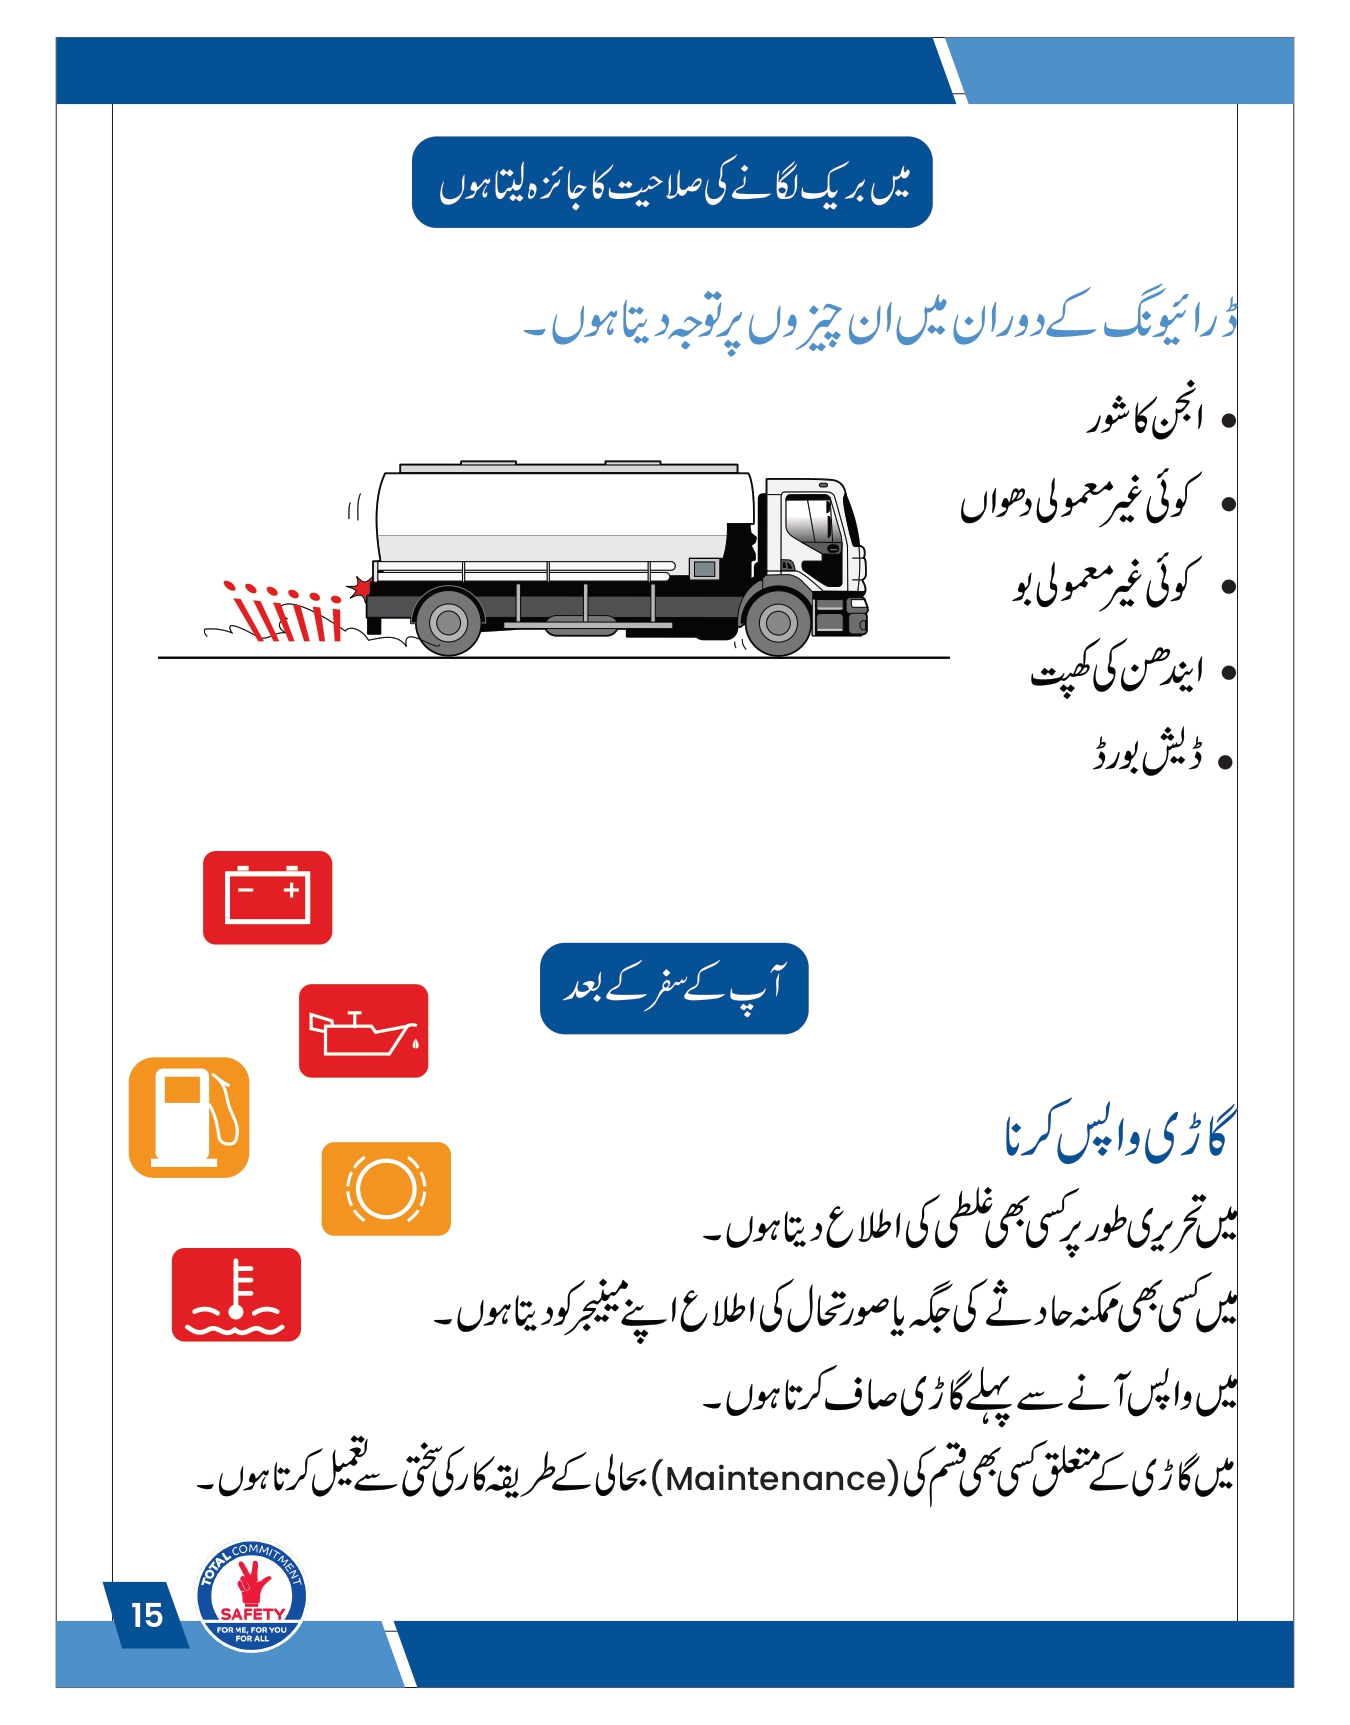 میں بریک لگانے کی صلاحیت کا جائزہ لیتا ہوں
ڈرائیونگ کے دوران میں ان چیزوں پر توجہ دیتا ہوں۔
• انجن کا شور
• کوئی غیر معمولی دھواں
• کوئی غیر معمولی بو
• ایندھن کی کھپت
• ڈیش بورڈ
آپ کے سفر کے بعد
گاڑی واپس کرنا
میں تحریری طور پر کسی بھی غلطی کی اطلاع دیتا ہوں۔
میں کسی بھی ممکنہ حادثے کی جگہ یا صورتحال کی اطلاع اپنے مینیجر کو دیتا ہوں۔
میں واپس آنے سے پہلے گاڑی صاف کرتا ہوں۔
میں گاڑی کے متعلق کسی بھی قسم کی (Maintenance) بحالی کے طریقہ کار کی سختی سے تعمیل کرتا ہوں۔
TOTAL COMMITMENT
SAFETY
FOR ME, FOR YOU
FOR ALL
15